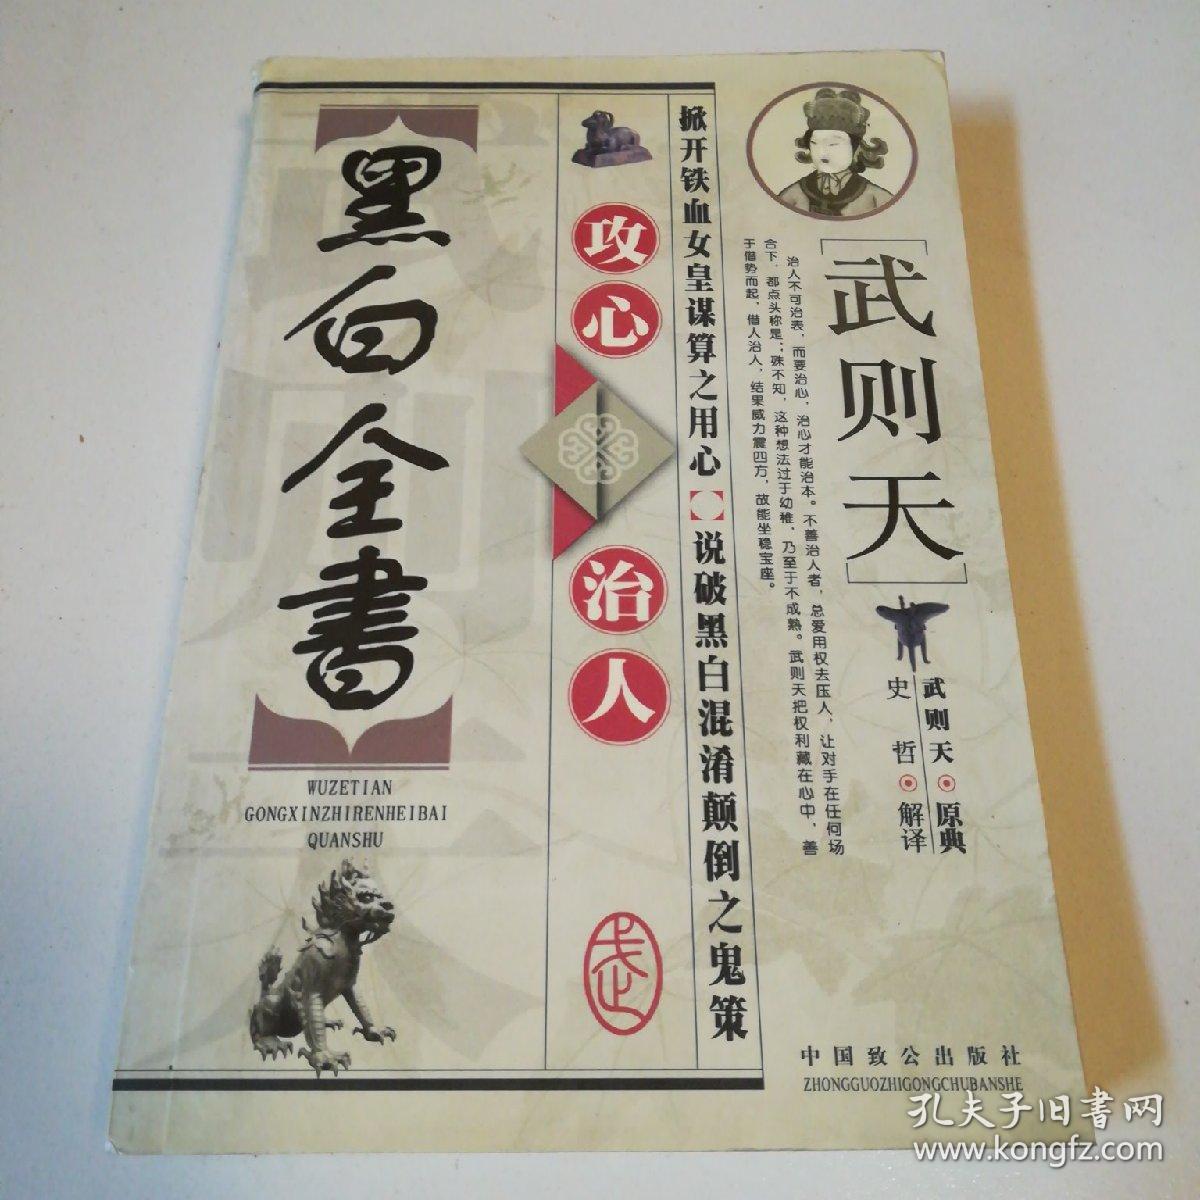 武则天
武则天 原典
史哲 解译
治人不可治表，而要治心，治心才能治本。不善治人者，总爱用权去压人，让对手在任何场
合下，都点头称是；殊不知，这种想法过于幼稚，乃至于不成熟。武则天把权利藏在心中，善
于借势而起，借人治人，结果威力震四方，故能坐稳宝座。
掀开铁血女皇谋算之用心
说破黑白混淆颠倒之鬼策
攻心治人
武
黑白全書
WUZETIAN
GONGXINZHIRENHEIBAI
QUANSHU
中国致公出版社
ZHONGGUOZHIGONGCHUBANSHE
孔夫子旧書网
www.kongfz.com